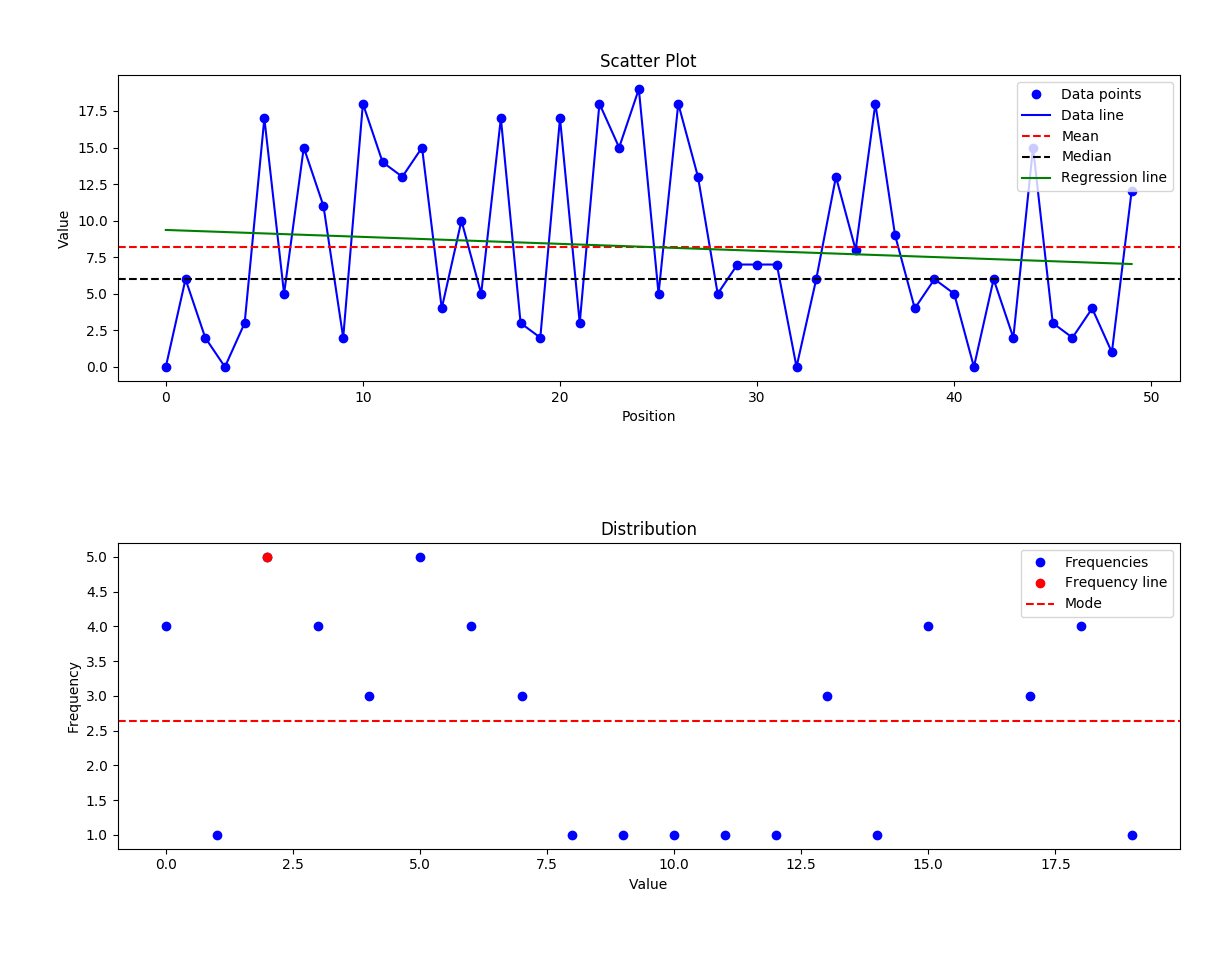 Scatter Plot
17.5
15.0
12.5
10.0
7.5
5.0
2.5
0.0
Value
Data points
Data line
Mean
Median
Regression line
0 10 20 30 40 50
Position
Distribution
5.0
4.5
4.0
3.5
3.0
2.5
2.0
1.5
1.0
Frequency
Frequencies
Frequency line
Mode
0.0 2.5 5.0 7.5 10.0 12.5 15.0 17.5
Value